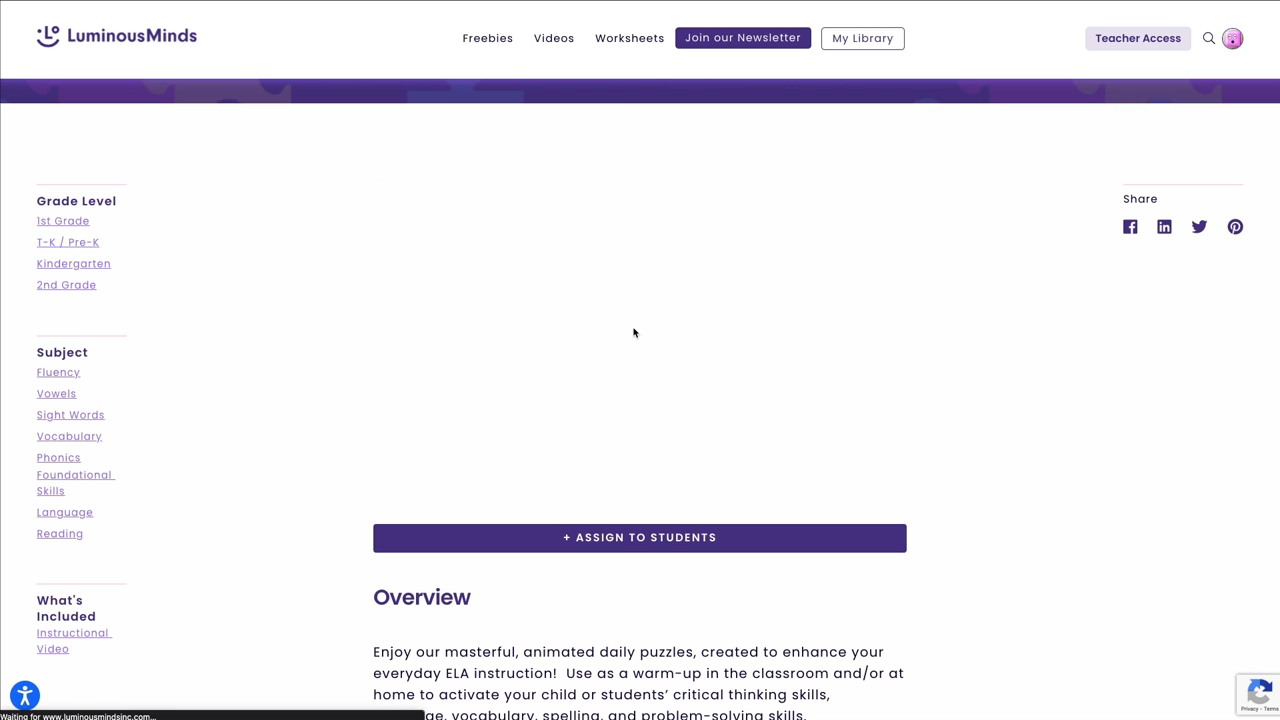 LuminousMinds
Freebies
Videos
Worksheets
Join our Newsletter
My Library
Teacher Access
Grade Level
1st Grade
T-K / Pre-K
Kindergarten
2nd Grade
Subject
Fluency
Vowels
Sight Words
Vocabulary
Phonics
Foundational
Skills
Language
Reading
What's
Included
Instructional
Video
Share
+ ASSIGN TO STUDENTS
Overview
Enjoy our masterful, animated daily puzzles, created to enhance your
everyday ELA instruction!  Use as a warm-up in the classroom and/or at
home to activate your child or students’ critical thinking skills,
vocabulary, spelling, and problem-solving skills.
Privacy - Terms
Waiting for www.luminousmindsinc.com...